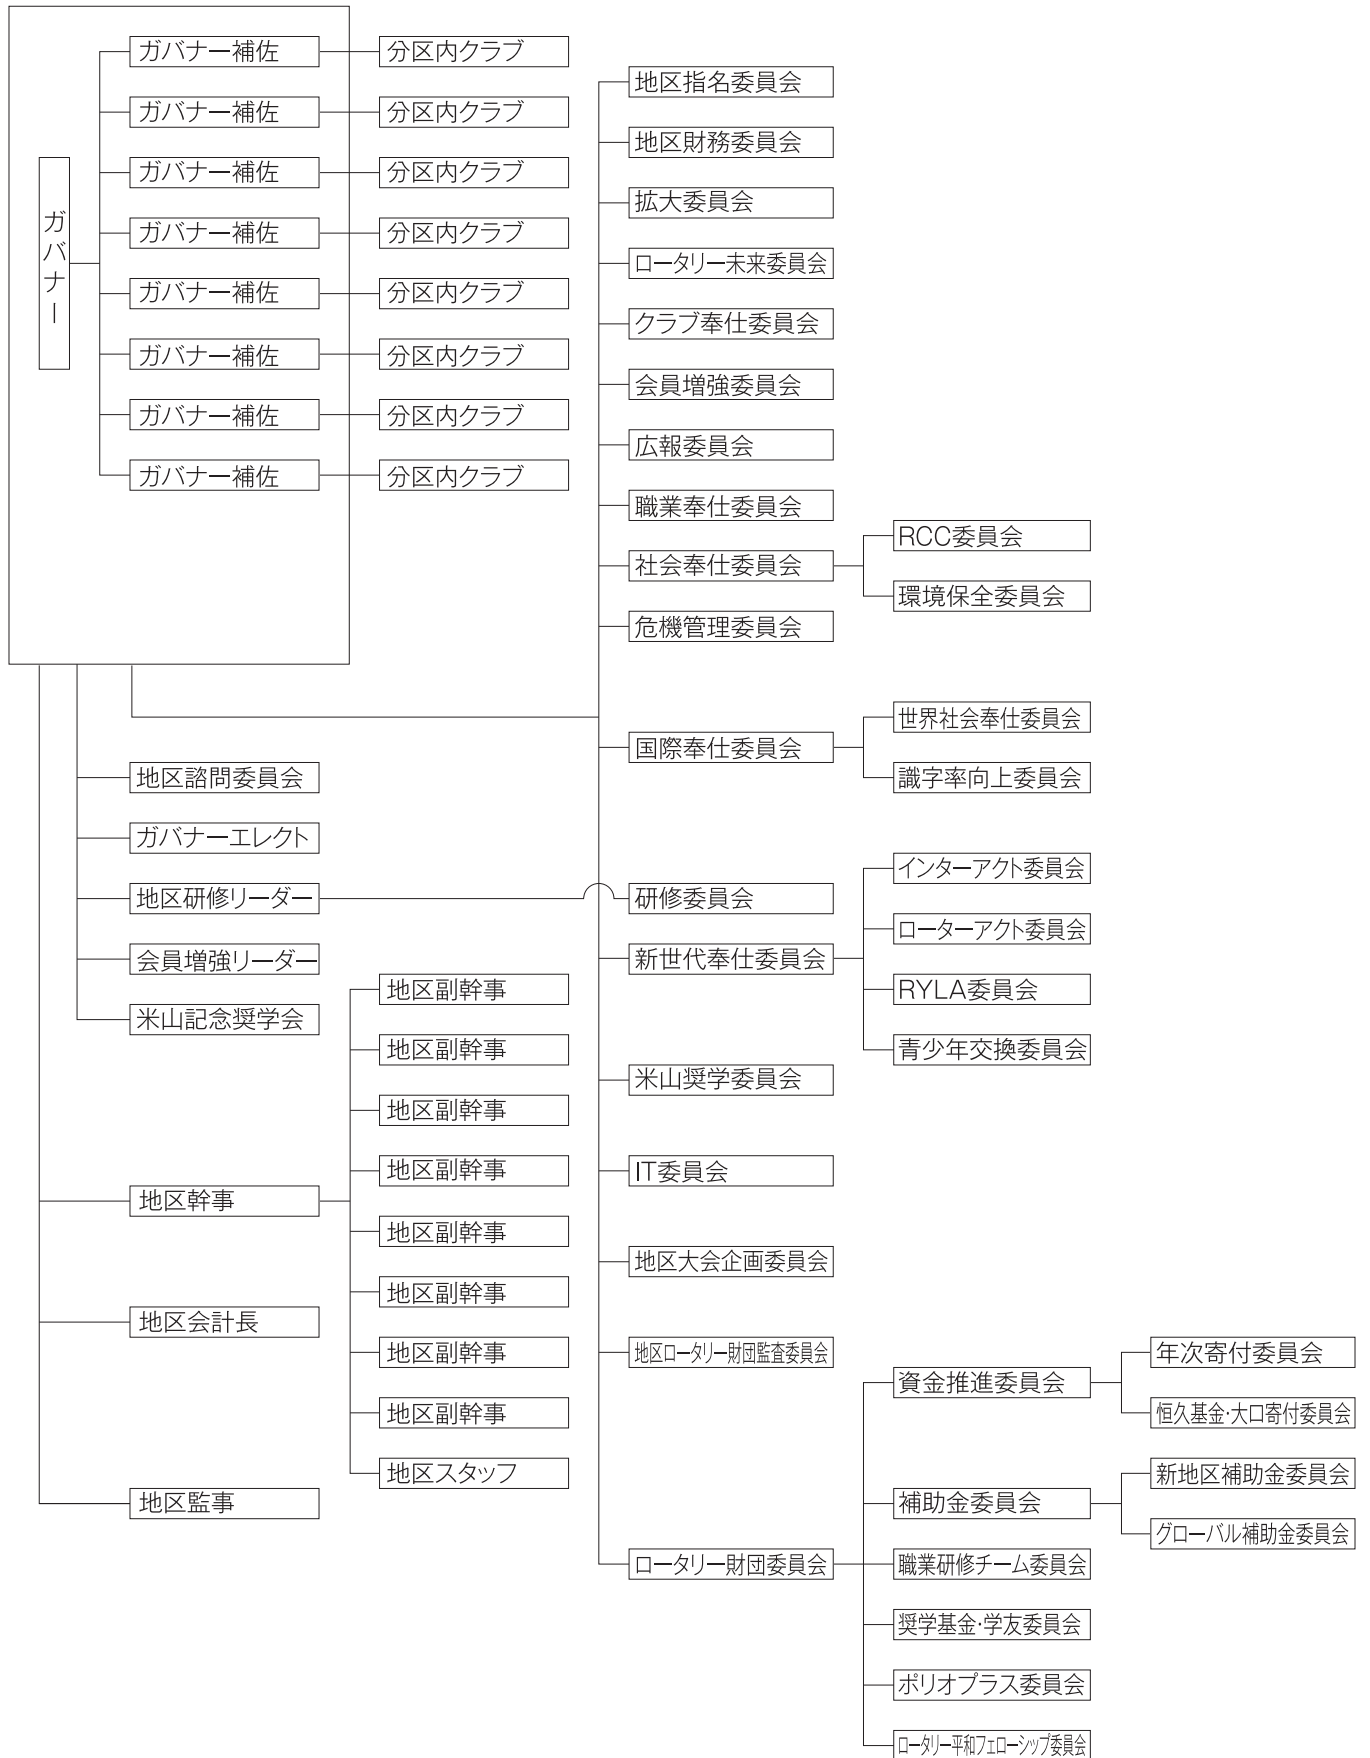 ガバナー
ガバナー補佐
分区内クラブ
ガバナー補佐
分区内クラブ
ガバナー補佐
分区内クラブ
ガバナー補佐
分区内クラブ
ガバナー補佐
分区内クラブ
ガバナー補佐
分区内クラブ
ガバナー補佐
分区内クラブ
ガバナー補佐
分区内クラブ
地区諮問委員会
ガバナーエレクト
地区研修リーダー
会員増強リーダー
米山記念奨学会
地区幹事
地区会計長
地区監事
地区副幹事
地区副幹事
地区副幹事
地区副幹事
地区副幹事
地区副幹事
地区副幹事
地区副幹事
地区スタッフ
地区指名委員会
地区財務委員会
拡大委員会
ロータリー未来委員会
クラブ奉仕委員会
会員増強委員会
広報委員会
職業奉仕委員会
社会奉仕委員会
RCC委員会
環境保全委員会
危機管理委員会
国際奉仕委員会
世界社会奉仕委員会
識字率向上委員会
研修委員会
新世代奉仕委員会
インターアクト委員会
ローターアクト委員会
RYLA委員会
青少年交換委員会
米山奨学委員会
IT委員会
地区大会企画委員会
地区ロータリー財団監査委員会
ロータリー財団委員会
資金推進委員会
年次寄付委員会
恒久基金・大口寄付委員会
補助金委員会
新地区補助金委員会
グローバル補助金委員会
職業研修チーム委員会
奨学基金・学友委員会
ポリオプラス委員会
ロータリー平和フェローシップ委員会